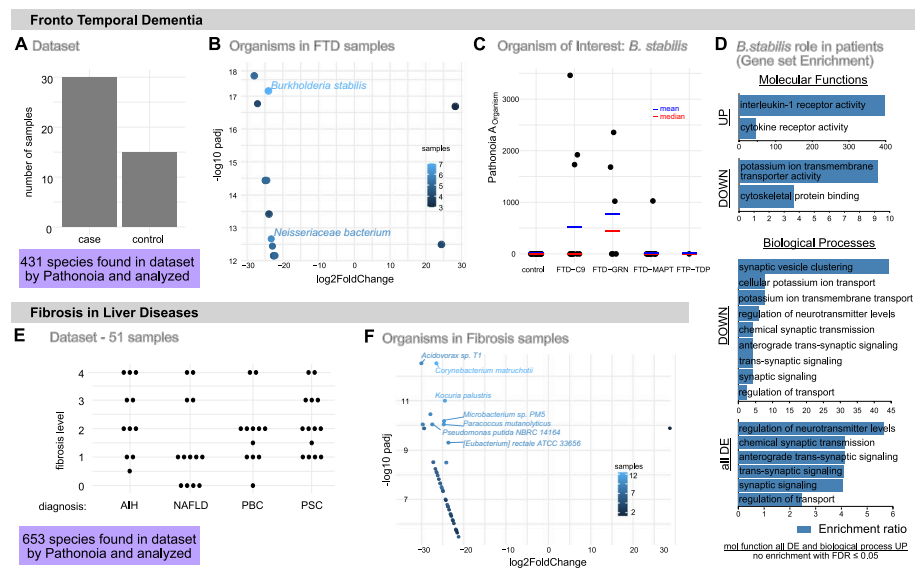 Fronto Temporal Dementia
A Dataset
number of samples
30
20
10
0
case control
431 species found in dataset
by Pathonoia and analyzed
B Organisms in FTD samples
-log10 padj
18
17
16
15
14
13
12
Burkholderia stabilis
Neisseriaceae bacterium
samples
7
6
5
4
3
−30 −20 −10 0 10 20 30
log2FoldChange
C Organism of Interest: B. stabilis
Pathonoia A Organism
3000
2000
1000
0
mean
median
control FTD−C9 FTD−GRN FTD−MAPT FTP−TDP
D B.stabilis role in patients
(Gene set Enrichment)
Molecular Functions
UP
interleukin-1 receptor activity
cytokine receptor activity
0 100 200 300 400
DOWN
potassium ion transmembrane
transporter activity
cytoskeletal protein binding
0 1 2 3 4 5 6 7 8 9 10
Biological Processes
DOWN
synaptic vesicle clustering
cellular potassium ion transport
potassium ion transmembrane transport
regulation of neurotransmitter levels
chemical synaptic transmission
anterograde trans-synaptic signaling
trans-synaptic signaling
synaptic signaling
regulation of transport
0 5 10 15 20 25 30 35 40 45
all DE
regulation of neurotransmitter levels
chemical synaptic transmission
anterograde trans-synaptic signaling
trans-synaptic signaling
synaptic signaling
regulation of transport
0 1 2 3 4 5 6
Enrichment ratio
mol function all DE and biological process UP
no enrichment with FDR ≤ 0.05
Fibrosis in Liver Diseases
E Dataset - 51 samples
fibrosis level
4
3
2
1
0
diagnosis: AIH NAFLD PBC PSC
653 species found in dataset
by Pathonoia and analyzed
F Organisms in Fibrosis samples
-log10 padj
11
9
7
Acidovorax sp. T1
Corynebacterium matruchotii
Kocuria palustris
Microbacterium sp. PM5
Paracoccus mutanolyticus
Pseudomonas putida NBRC 14164
[Eubacterium] rectale ATCC 33656
samples
12
7
2
−30 −20 −10 0 10 20 30
log2FoldChange